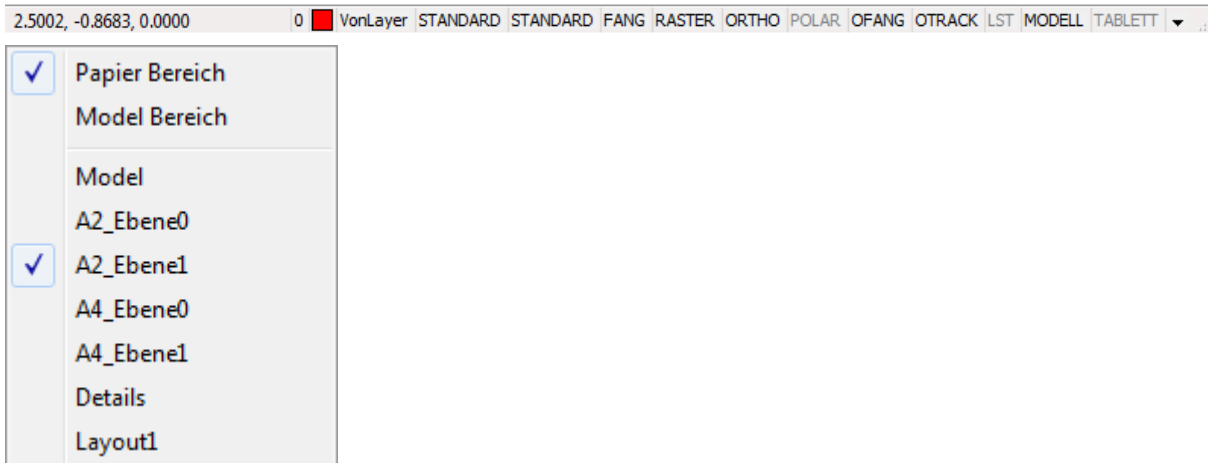 2.5002, -0.8683, 0.0000 0 VonLayer STANDARD STANDARD FANG RASTER ORTHO POLAR OFANG OTRACK LST MODELL TABLETT
Papier Bereich
Model Bereich
Model
A2_Ebene0
A2_Ebene1
A4_Ebene0
A4_Ebene1
Details
Layout1